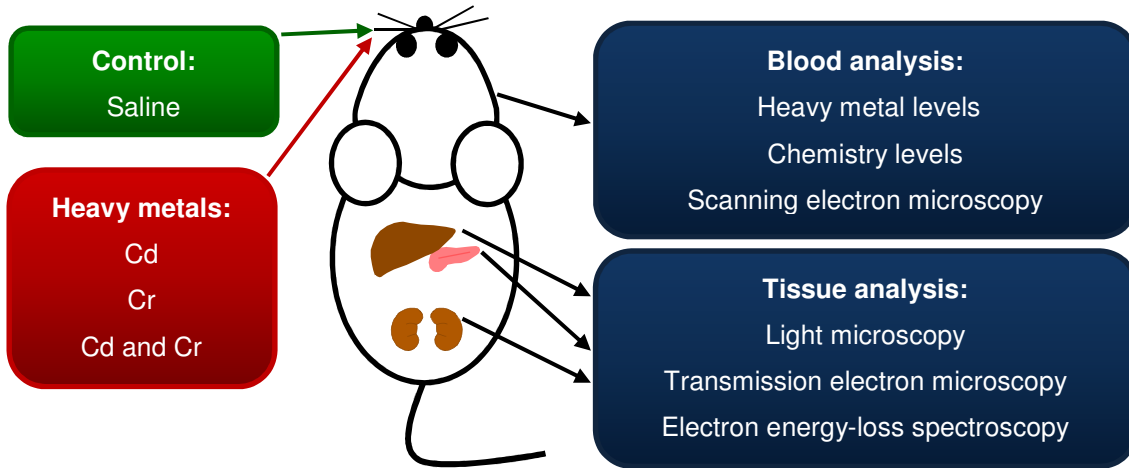 Control:
Saline
Heavy metals:
Cd
Cr
Cd and Cr
Blood analysis:
Heavy metal levels
Chemistry levels
Scanning electron microscopy
Tissue analysis:
Light microscopy
Transmission electron microscopy
Electron energy-loss spectroscopy